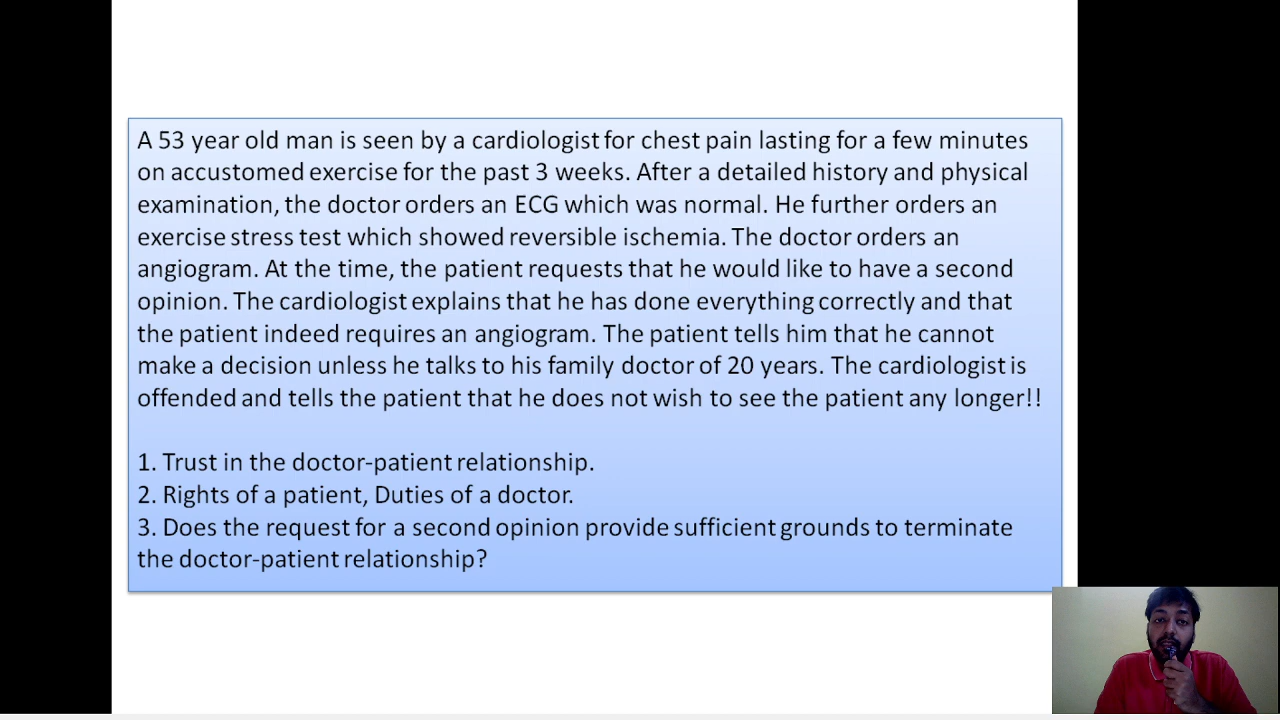 A 53 year old man is seen by a cardiologist for chest pain lasting for a few minutes
on accustomed exercise for the past 3 weeks. After a detailed history and physical
examination, the doctor orders an ECG which was normal. He further orders an
exercise stress test which showed reversible ischemia. The doctor orders an
angiogram. At the time, the patient requests that he would like to have a second
opinion. The cardiologist explains that he has done everything correctly and that
the patient indeed requires an angiogram. The patient tells him that he cannot
make a decision unless he talks to his family doctor of 20 years. The cardiologist is
offended and tells the patient that he does not wish to see the patient any longer!!
1. Trust in the doctor-patient relationship.
2. Rights of a patient, Duties of a doctor.
3. Does the request for a second opinion provide sufficient grounds to terminate
the doctor-patient relationship?